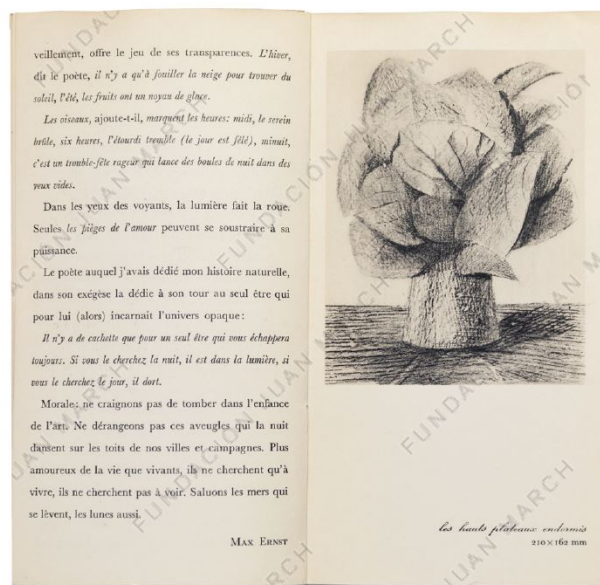 veillement, offre le jeu de ses transparences. L'hiver,
dit le poète, il n'y a qu'à fouiller la neige pour trouver du
soleil, l'été, les fruits ont un noyau de glace.
Les oiseaux, ajoute-t-il, marquent les heures: midi, le serein
brûle, six heures, l'étourdi tremble (le jour est fêlé), minuit,
c'est un trouble-fête rageur qui lance des boules de nuit dans des
yeux vides.
Dans les yeux des voyants, la lumière fait la roue.
Seules les pièges de l'amour peuvent se soustraire à sa
puissance.
Le poète auquel j'avais dédié mon histoire naturelle,
dans son exégèse la dédie à son tour au seul être qui
pour lui (alors) incarnait l'univers opaque:
Il n'y a de cachette que pour un seul être qui vous échappera
toujours. Si vous le cherchez la nuit, il est dans la lumière, si
vous le cherchez le jour, il dort.
Morale: ne craignons pas de tomber dans l'enfance
de l'art. Ne dérangeons pas ces aveugles qui la nuit
dansent sur les toits de nos villes et campagnes. Plus
amoureux de la vie que vivants, ils ne cherchent qu'à
vivre, ils ne cherchent pas à voir. Saluons les mers qui
se lèvent, les lunes aussi.
MAX ERNST
les hauts plateaux endormis
210×162 mm
FUNDACIÓN JUAN MARCH